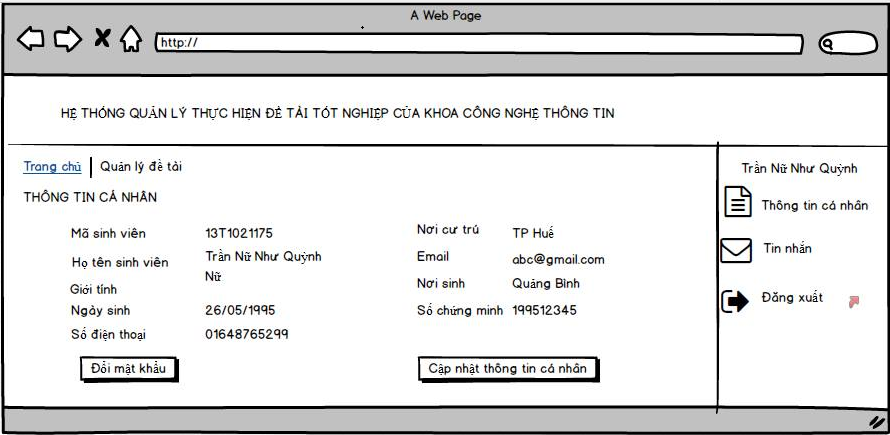 A Web Page
http://
HỆ THỐNG QUẢN LÝ THỰC HIỆN ĐỀ TÀI TỐT NGHIỆP CỦA KHOA CÔNG NGHỆ THÔNG TIN
Trang chủ Quản lý đề tài
THÔNG TIN CÁ NHÂN
Mã sinh viên 13T1021175
Họ tên sinh viên Trần Nữ Như Quỳnh
Giới tính Nữ
Ngày sinh 26/05/1995
Số điện thoại 01648765299
Nơi cư trú TP Huế
Email abc@gmail.com
Nơi sinh Quảng Bình
Số chứng minh 199512345
Đổi mật khẩu
Cập nhật thông tin cá nhân
Trần Nữ Như Quỳnh
Thông tin cá nhân
Tin nhắn
Đăng xuất